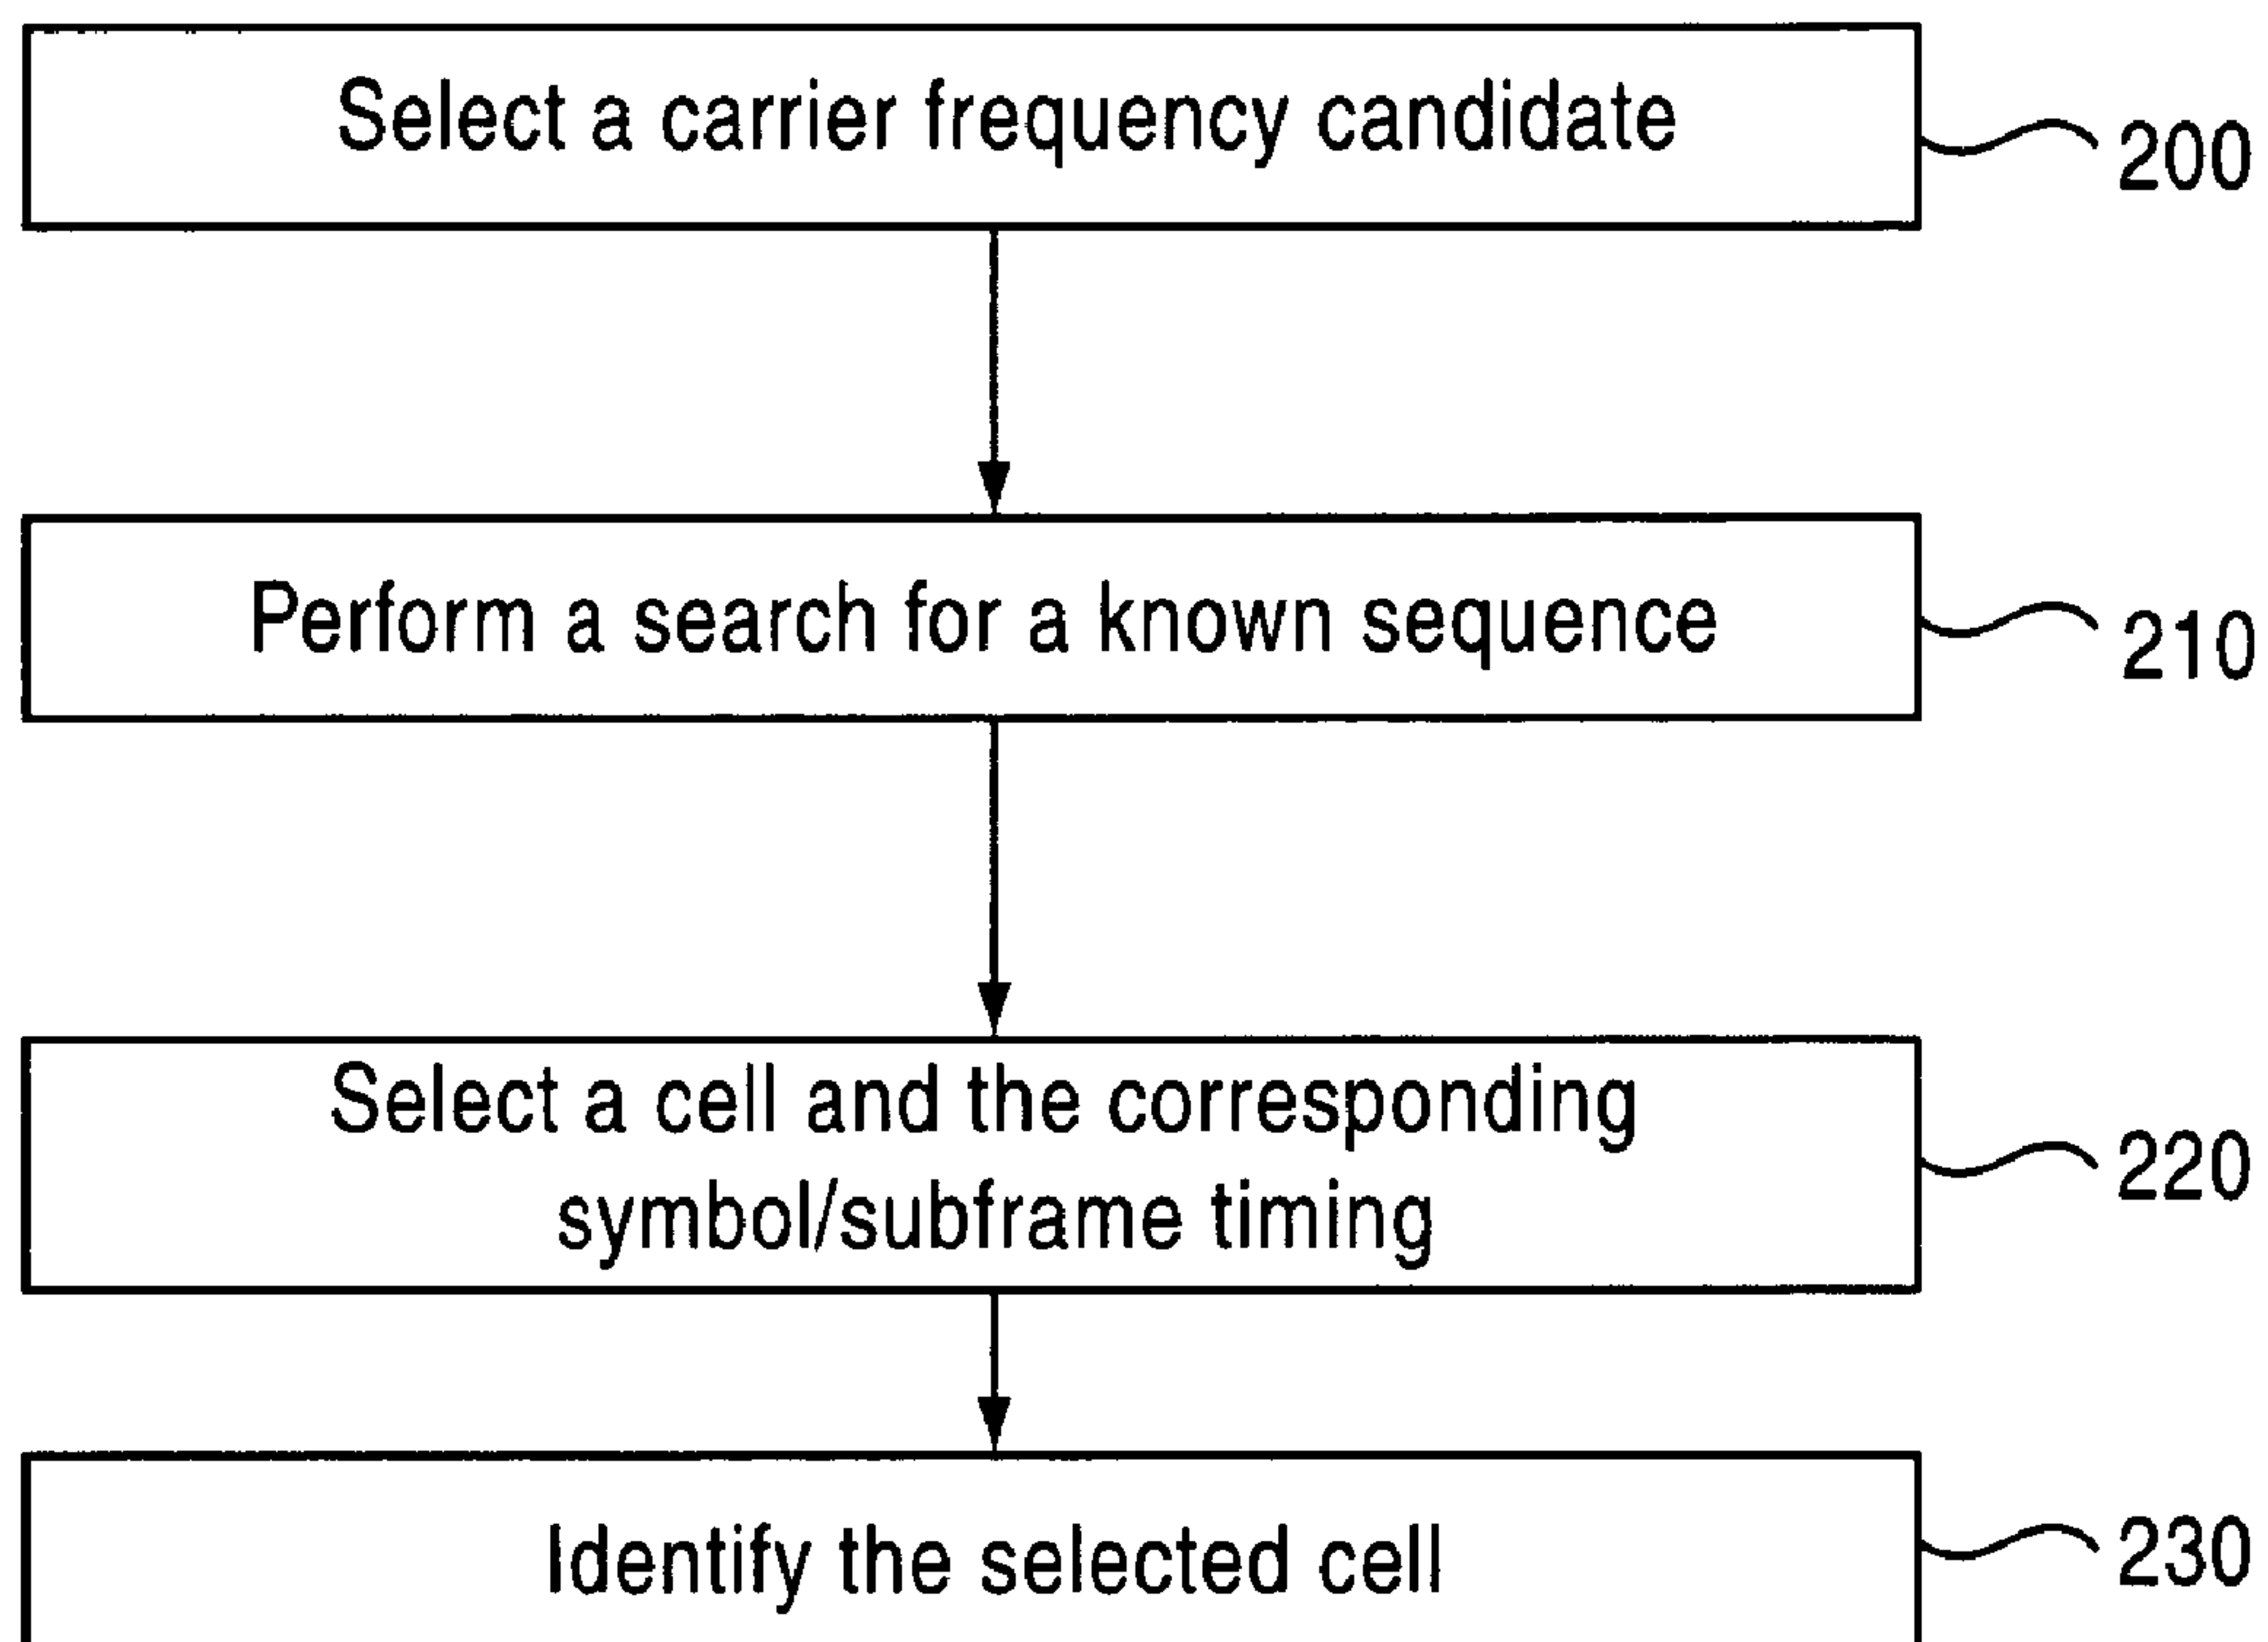 Select a carrier frequency candidate
200
Perform a search for a known sequence
210
Select a cell and the corresponding
symbol/subframe timing
220
Identify the selected cell
230